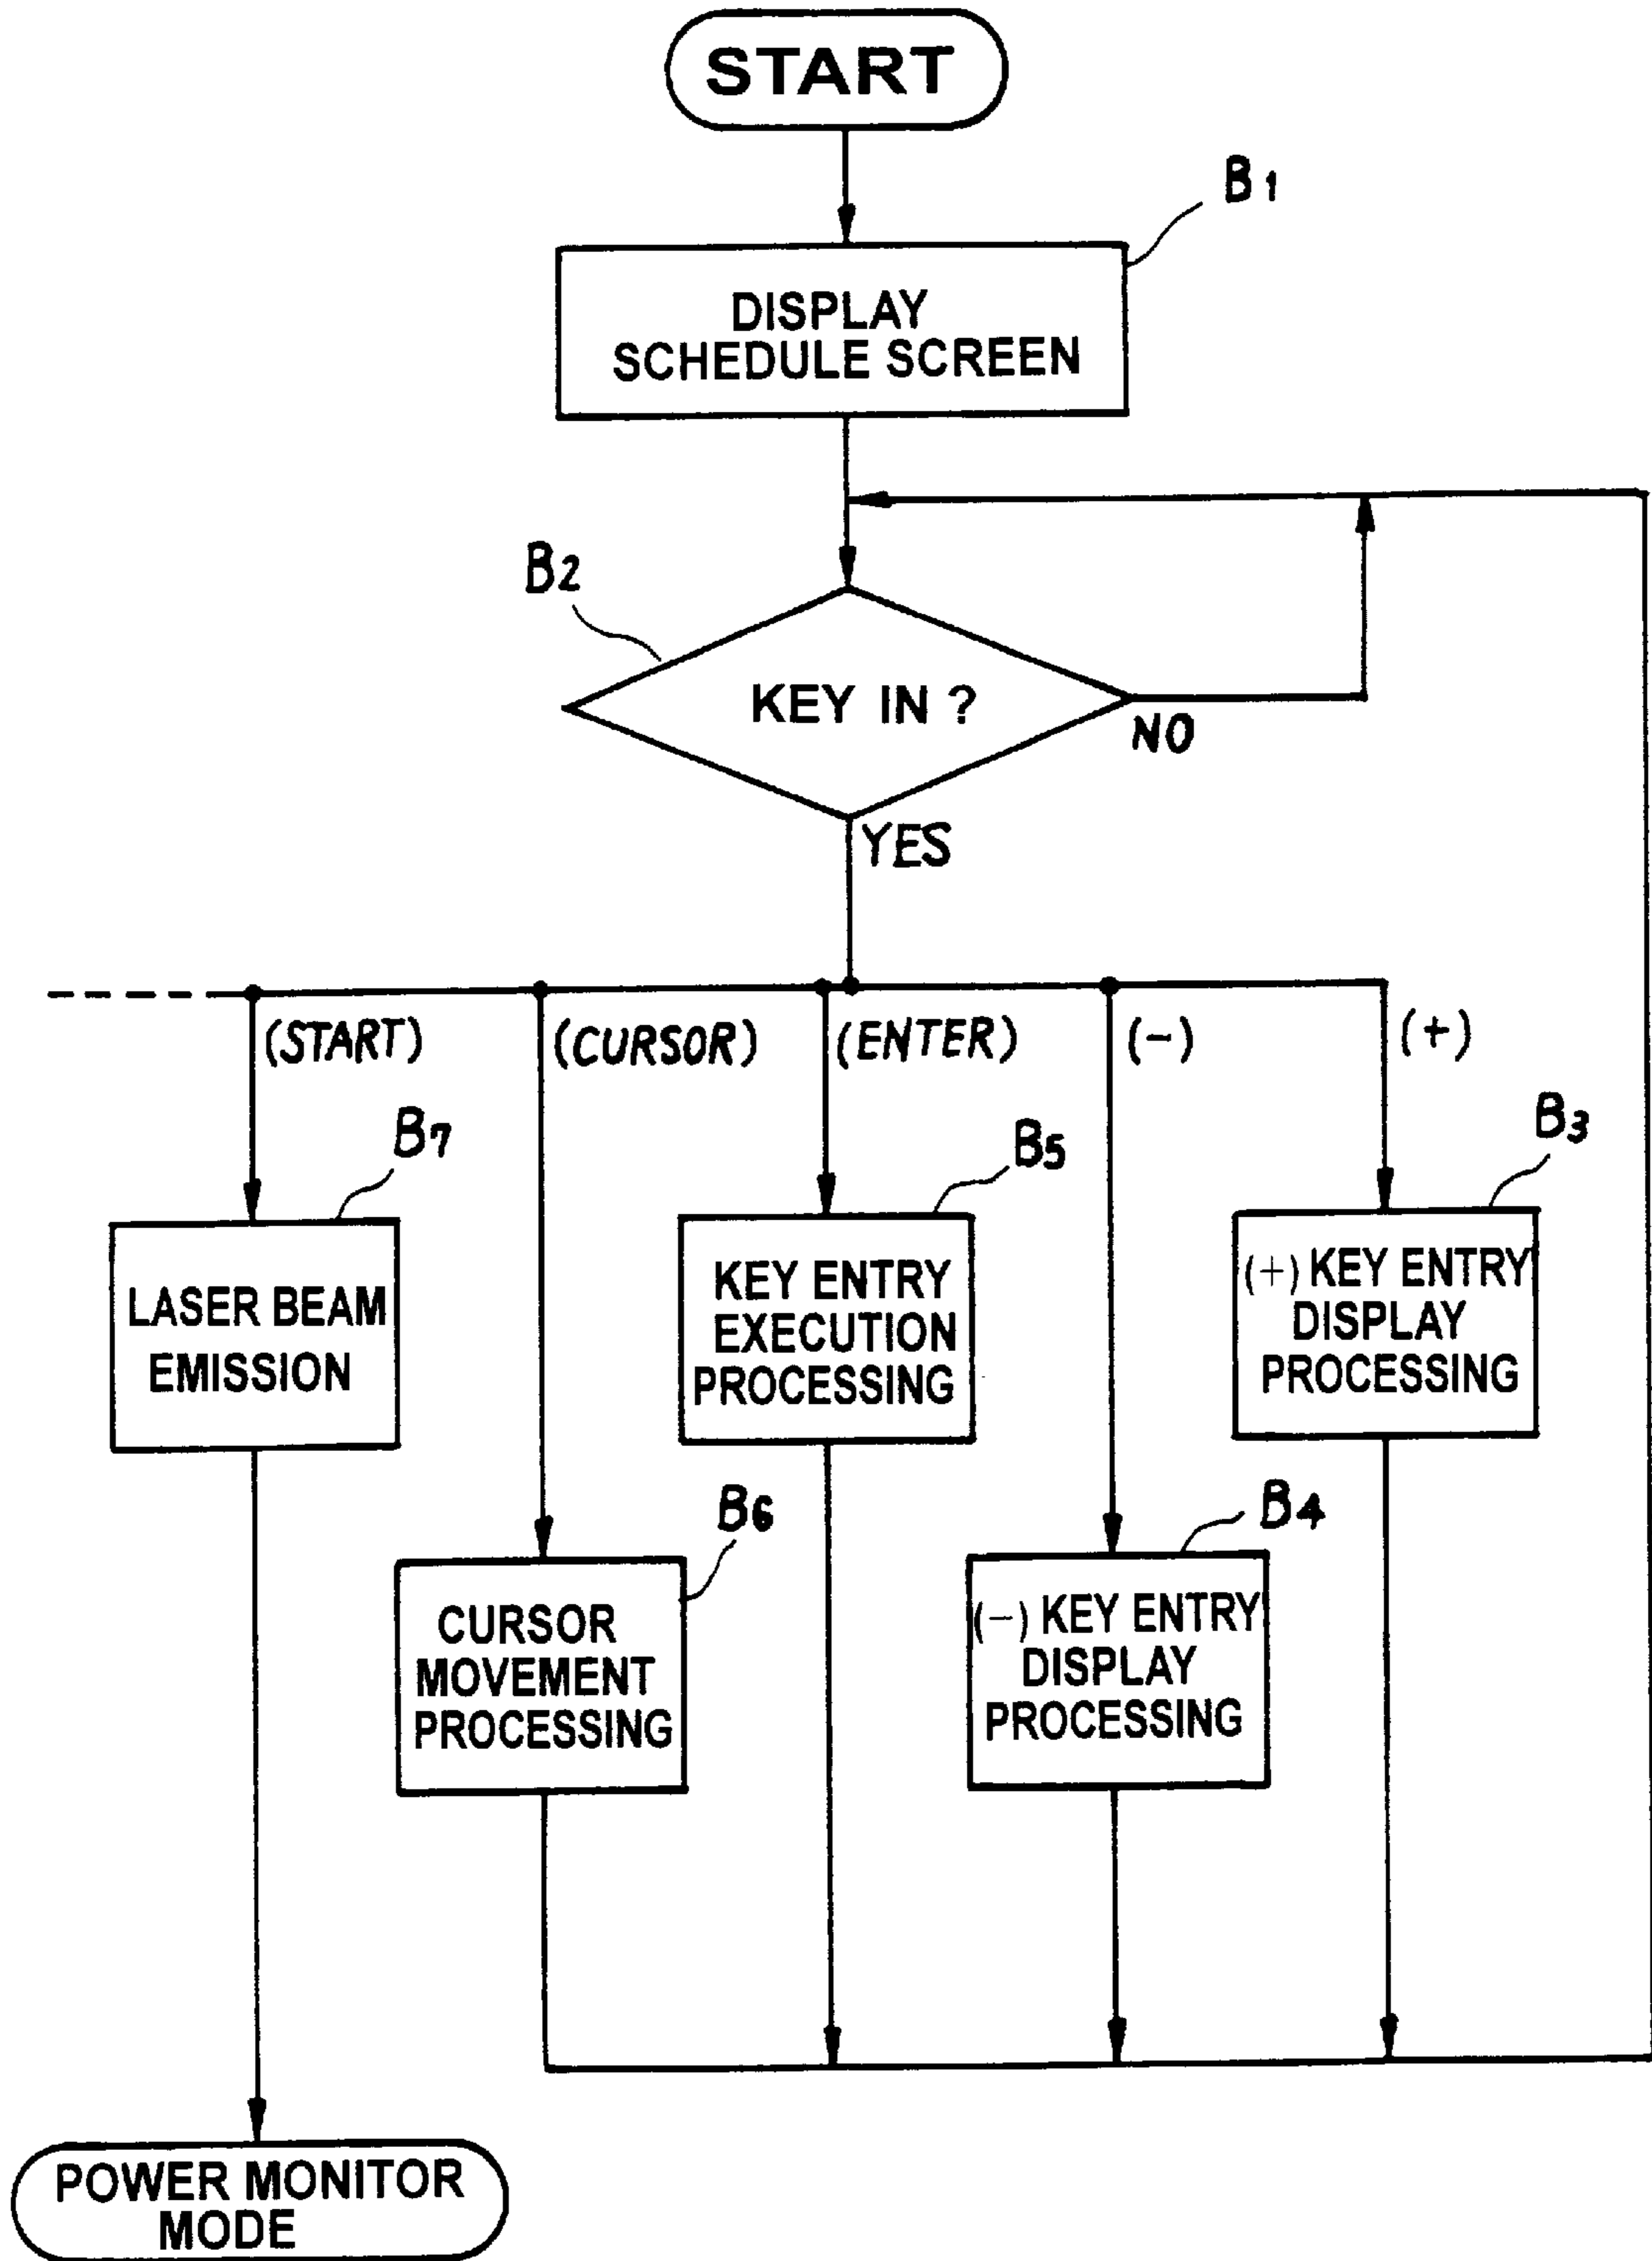 START
B1
DISPLAY
SCHEDULE SCREEN
B2
KEY IN ?
NO
YES
(START)
(CURSOR)
(ENTER)
(-)
(+)
B7
B5
B3
LASER BEAM
EMISSION
KEY ENTRY
EXECUTION
PROCESSING
(+) KEY ENTRY
DISPLAY
PROCESSING
B6
B4
CURSOR
MOVEMENT
PROCESSING
(-) KEY ENTRY
DISPLAY
PROCESSING
POWER MONITOR
MODE